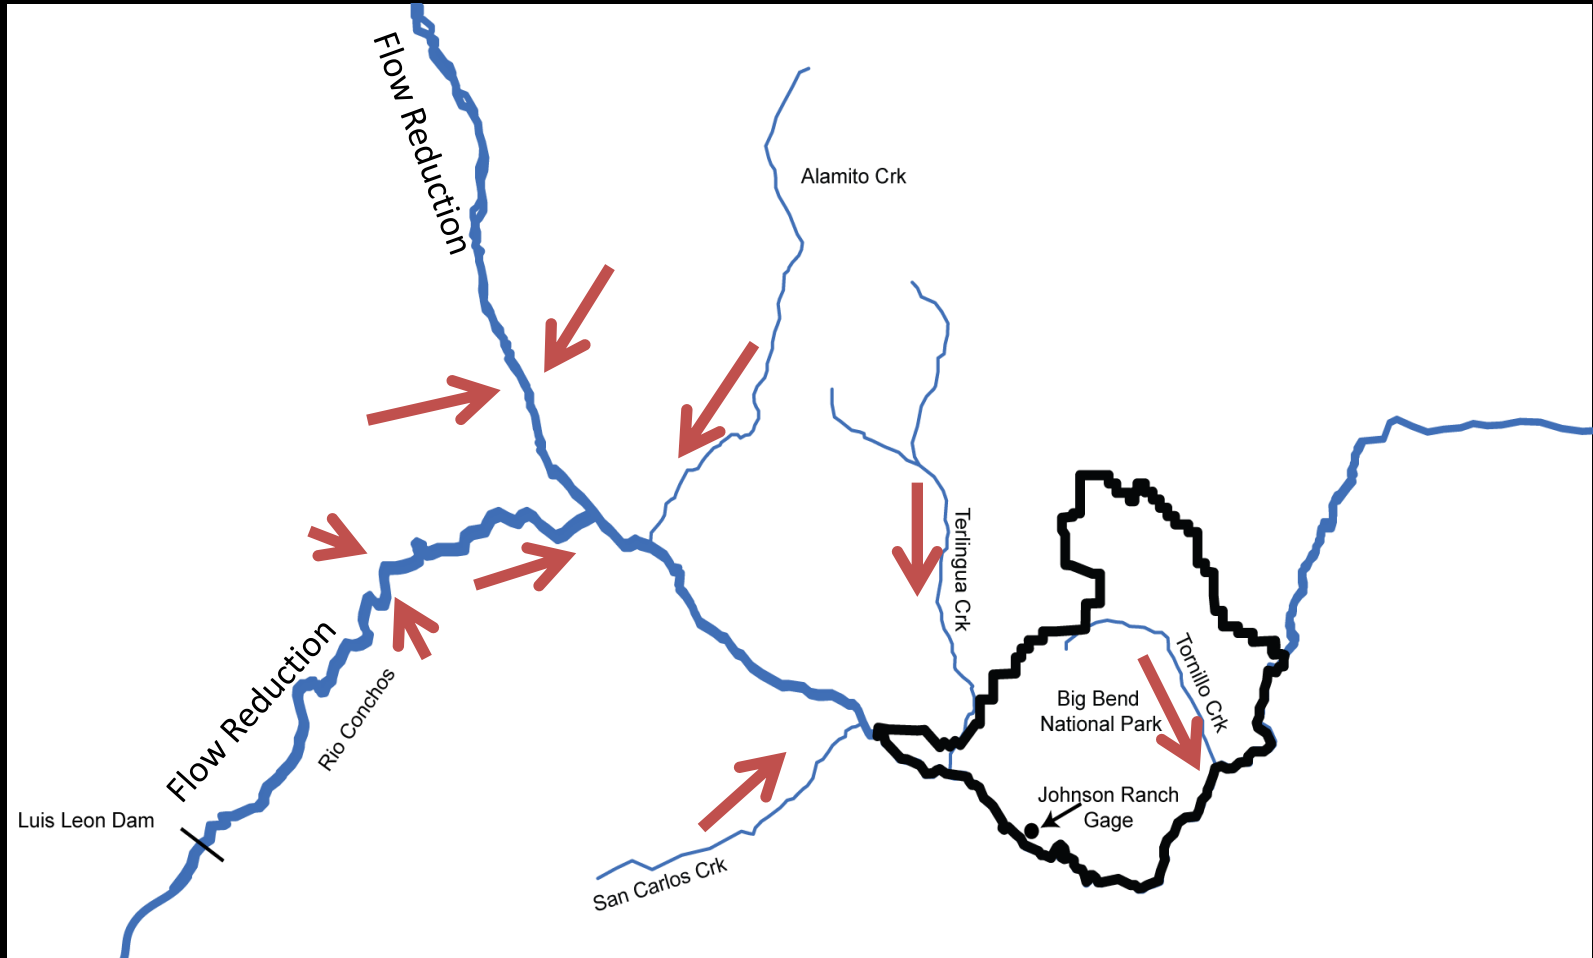 Flow Reduction
Alamito Crk
Terlingua Crk
Flow Reduction
Rio Conchos
Luis Leon Dam
San Carlos Crk
Tornillo Crk
Big Bend
National Park
Johnson Ranch
Gage